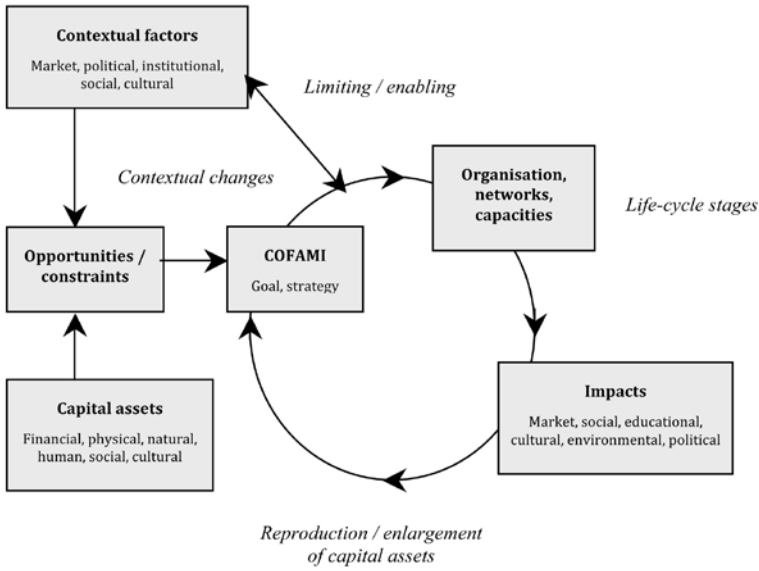 Contextual factors
Market, political, institutional,
social, cultural
Limiting / enabling
Contextual changes
Organisation,
networks,
capacities
Life-cycle stages
Opportunities /
constraints
COFAMI
Goal, strategy
Capital assets
Financial, physical, natural,
human, social, cultural
Impacts
Market, social, educational,
cultural, environmental, political
Reproduction / enlargement
of capital assets